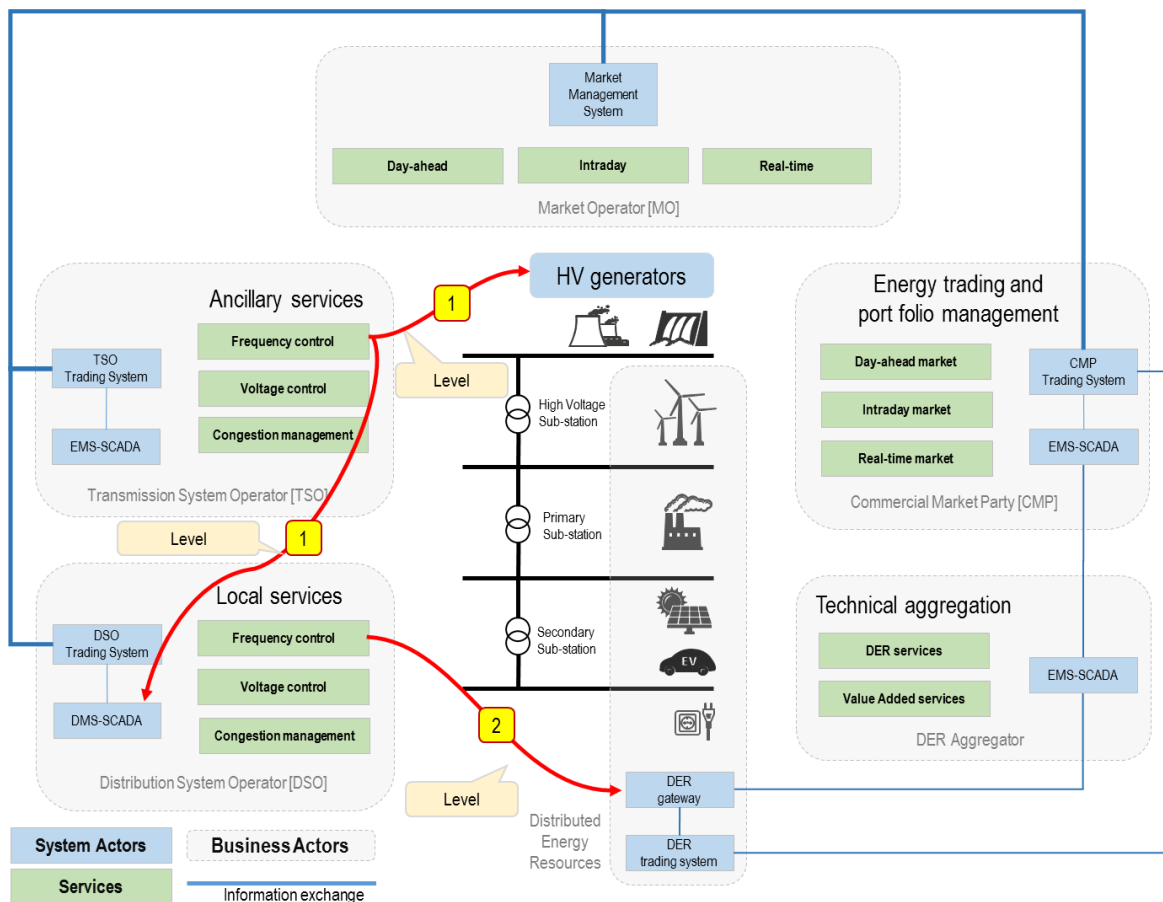 Market
Management
System
Day-ahead
Intraday
Real-time
Market Operator [MO]
HV generators
Ancillary services
Frequency control
Voltage control
Congestion management
TSO
Trading System
EMS-SCADA
Transmission System Operator [TSO]
1
Level
1
Level
Local services
Frequency control
Voltage control
Congestion management
DSO
Trading System
DMS-SCADA
Distribution System Operator [DSO]
2
Level
High Voltage
Sub-station
Primary
Sub-station
Secondary
Sub-station
EV
DER
gateway
DER
trading system
Distributed
Energy
Resources
Energy trading and
port folio management
Day-ahead market
Intraday market
Real-time market
CMP
Trading System
EMS-SCADA
Commercial Market Party [CMP]
Technical aggregation
DER services
Value Added services
EMS-SCADA
DER Aggregator
System Actors
Business Actors
Services
Information exchange